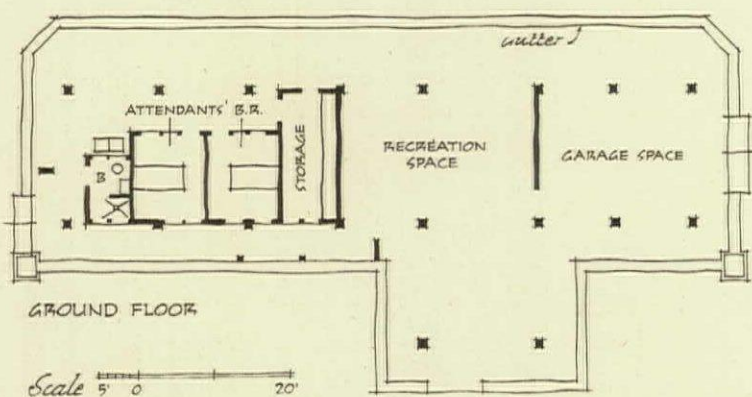 Gutter
ATTENDANTS' B.R.
STORAGE
RECREATION
SPACE
GARAGE SPACE
B
GROUND FLOOR
Scale 5' 0 20'